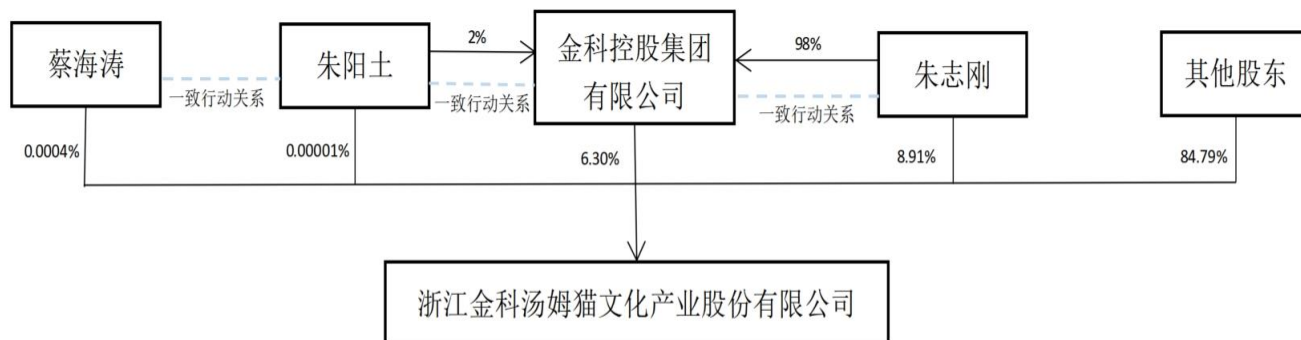 蔡海涛
朱阳土
2%
金科控股集团
有限公司
98%
朱志刚
其他股东
一致行动关系
一致行动关系
一致行动关系
0.0004%
0.00001%
6.30%
8.91%
84.79%
浙江金科汤姆猫文化产业股份有限公司